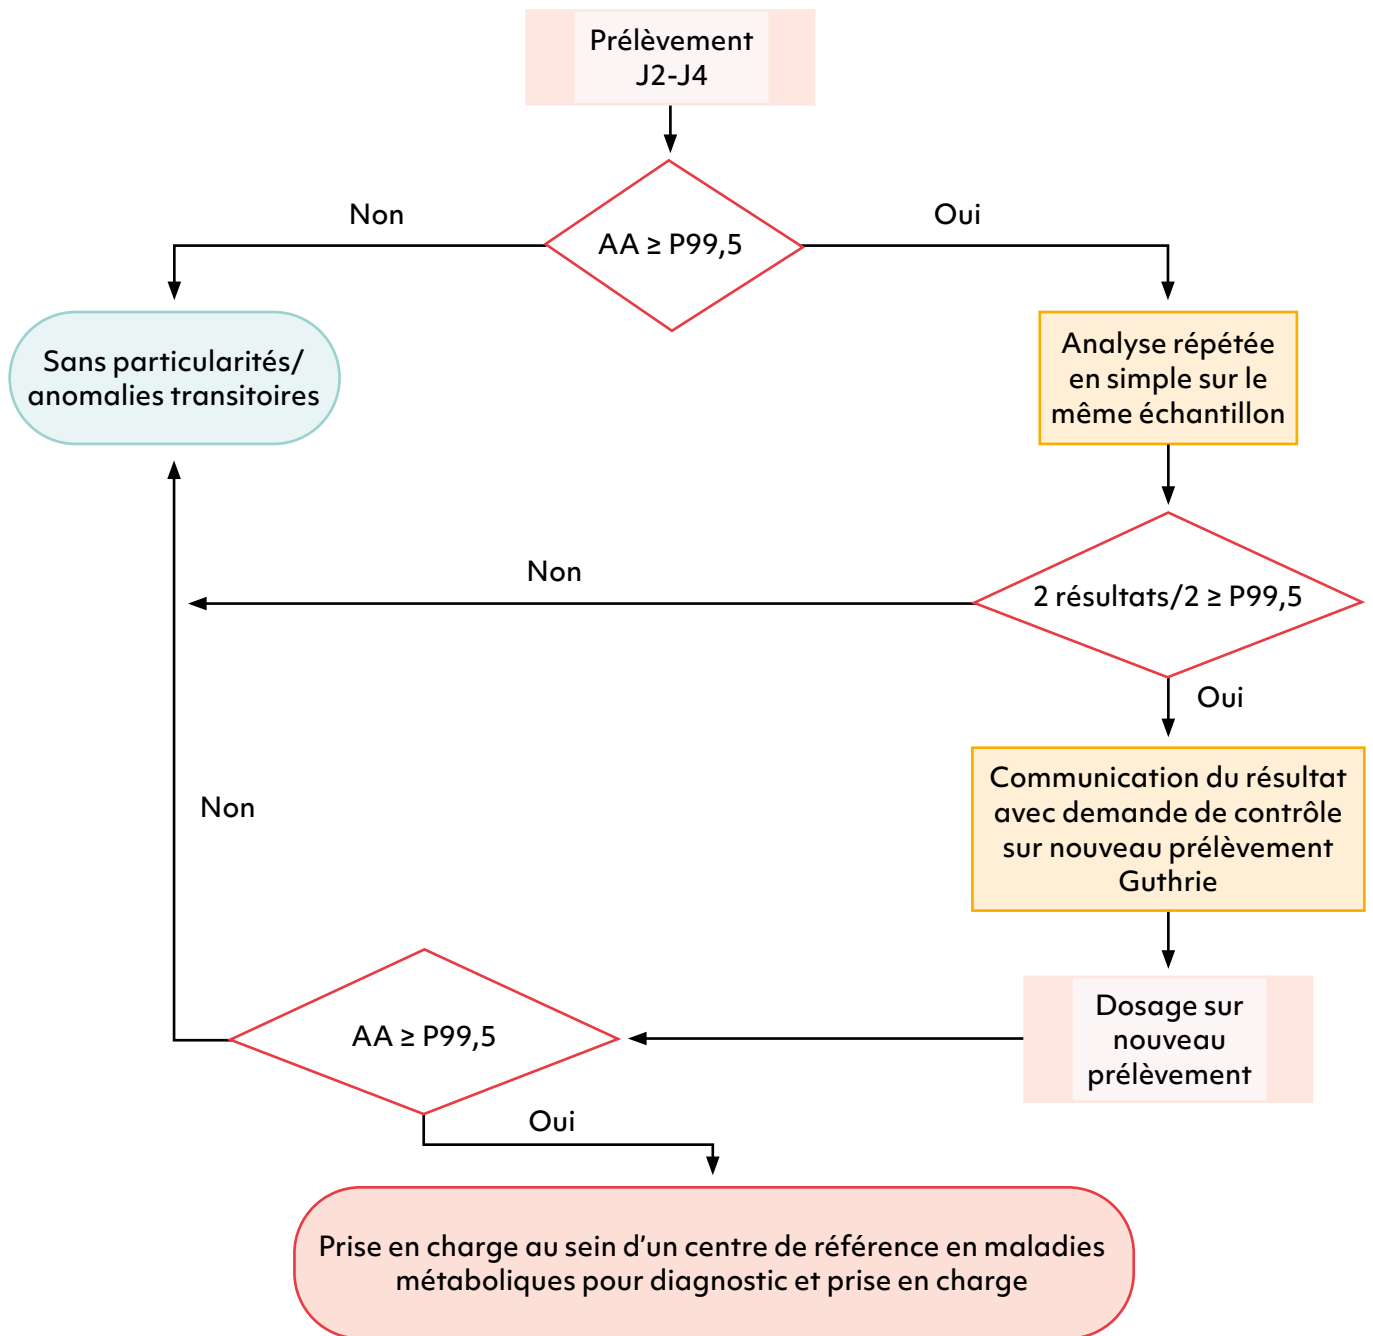 Prélèvement
J2-J4
Non
Oui
AA ≥ P99,5
Sans particularités/
anomalies transitoires
Analyse répétée
en simple sur le
même échantillon
Non
2 résultats/2 ≥ P99,5
Oui
Communication du résultat
avec demande de contrôle
sur nouveau prélèvement
Guthrie
Non
Dosage sur
nouveau
prélèvement
AA ≥ P99,5
Oui
Prise en charge au sein d’un centre de référence en maladies
métaboliques pour diagnostic et prise en charge